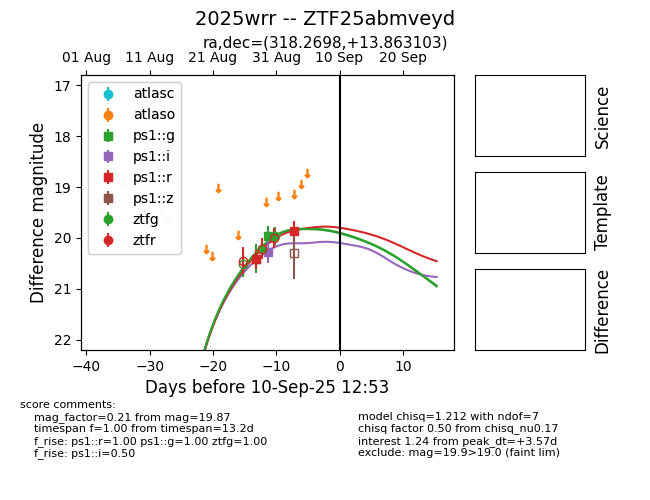 2025wrr -- ZTF25abmveyd
ra,dec=(318.2698,+13.863103)
01 Aug 11 Aug 21 Aug 31 Aug 10 Sep 20 Sep
17
18
19
20
21
22
Difference magnitude
atlasc
atlaso
ps1::g
ps1::i
ps1::r
ps1::z
ztfg
ztfr
−40 −30 −20 −10 0 10
Days before 10-Sep-25 12:53
Science
Template
Difference
score comments:
mag_factor=0.21 from mag=19.87
timespan f=1.00 from timespan=13.2d
f_rise: ps1::r=1.00 ps1::g=1.00 ztfg=1.00
f_rise: ps1::i=0.50
model chisq=1.212 with ndof=7
chisq factor 0.50 from chisq_nu0.17
interest 1.24 from peak_dt=+3.57d
exclude: mag=19.9>19.0 (faint lim)